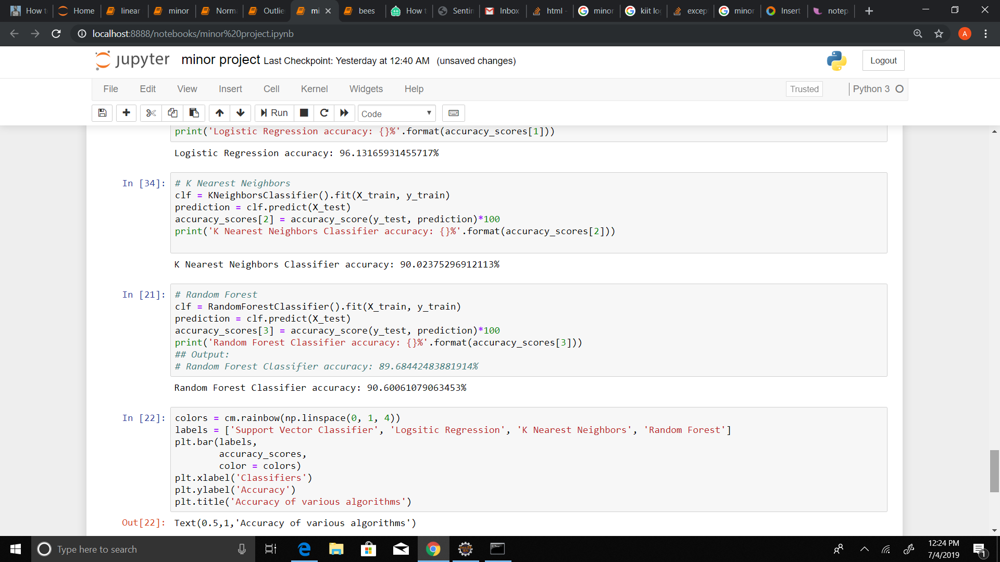 How t
Home
linear
minor
Norm
Outlie
mi
bees
How t
Sentin
Inbox
html -
minor
kiit lo
excep
minor
Insert
notep
localhost:8888/notebooks/minor%20project.ipynb
A
jupyter minor project Last Checkpoint: Yesterday at 12:40 AM (unsaved changes)
Logout
File Edit View Insert Cell Kernel Widgets Help
Trusted
Python 3
Run
Code
print('Logistic Regression accuracy: {}%'.format(accuracy_scores[1]))
Logistic Regression accuracy: 96.13165931455717%
In [34]:
# K Nearest Neighbors
clf = KNeighborsClassifier().fit(X_train, y_train)
prediction = clf.predict(X_test)
accuracy_scores[2] = accuracy_score(y_test, prediction)*100
print('K Nearest Neighbors Classifier accuracy: {}%'.format(accuracy_scores[2]))
K Nearest Neighbors Classifier accuracy: 90.02375296912113%
In [21]:
# Random Forest
clf = RandomForestClassifier().fit(X_train, y_train)
prediction = clf.predict(X_test)
accuracy_scores[3] = accuracy_score(y_test, prediction)*100
print('Random Forest Classifier accuracy: {}%'.format(accuracy_scores[3]))
## Output:
# Random Forest Classifier accuracy: 89.68442483881914%
Random Forest Classifier accuracy: 90.60061079063453%
In [22]:
colors = cm.rainbow(np.linspace(0, 1, 4))
labels = ['Support Vector Classifier', 'Logsitic Regression', 'K Nearest Neighbors', 'Random Forest']
plt.bar(labels,
accuracy_scores,
color = colors)
plt.xlabel('Classifiers')
plt.ylabel('Accuracy')
plt.title('Accuracy of various algorithms')
Out[22]:
Text(0.5,1,'Accuracy of various algorithms')
Type here to search
12:24 PM
7/4/2019
1